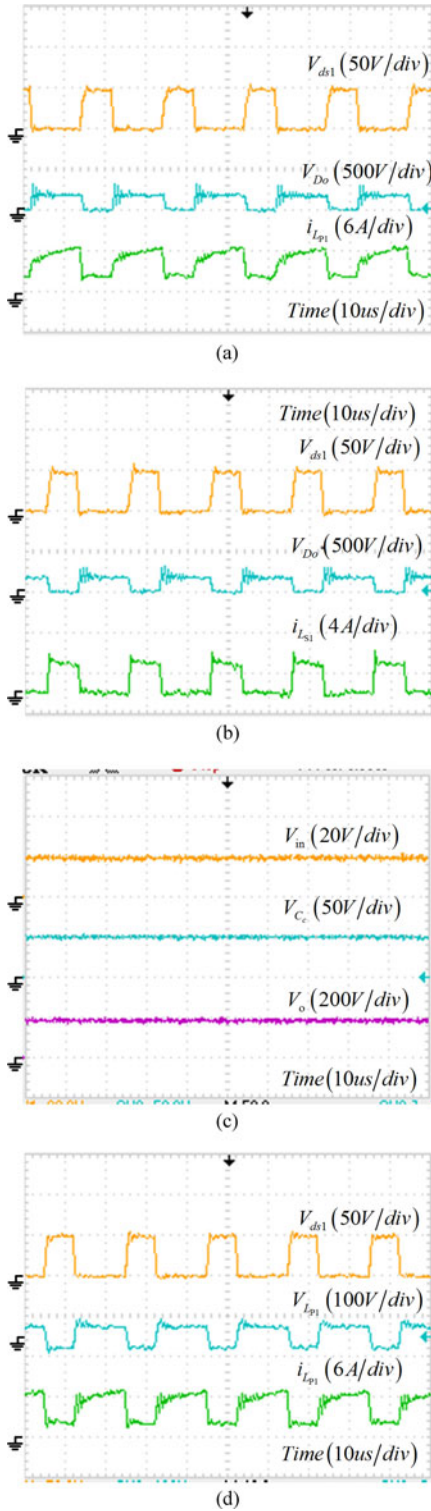 V_ds1 (50V/div)
V_Do (500V/div)
i_LP1 (6A/div)
Time(10us/div)
(a)
Time(10us/div)
V_ds1 (50V/div)
V_Do (500V/div)
i_LS1 (4A/div)
(b)
V_in (20V/div)
V_Cc (50V/div)
V_o (200V/div)
Time(10us/div)
(c)
V_ds1 (50V/div)
V_LP1 (100V/div)
i_LP1 (6A/div)
Time(10us/div)
(d)